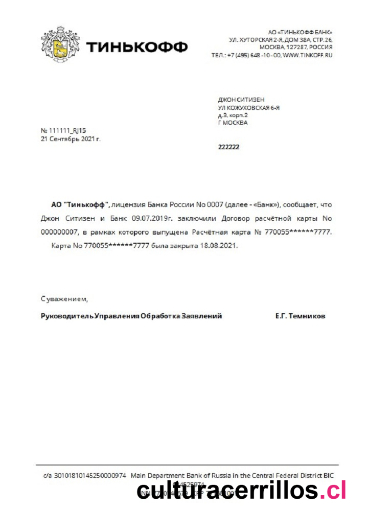 ТИНЬКОФФ
АО «ТИНЬКОФФ БАНК»
УЛ. ХУТОРСКАЯ 2-Я, ДОМ 38А, СТР. 26,
МОСКВА, 127287, РОССИЯ
ТЕЛ.: +7 (495) 648 -10 - 00, WWW.TINKOFF.RU
ДЖОН СИТИЗЕН
УЛ КОЖУХОВСКАЯ 6-Я
д.3, корп.2
Г МОСКВА
№ 111111_RJ15
21 Сентябрь 2021 г.
222222
АО "Тинькофф", лицензия Банка России No 0007 (далее - «Банк»), сообщает, что
Джон Ситизен и Банк 09.07.2019г. заключили Договор расчётной карты No
000000007, в рамках которого выпущена Расчётная карта № 770055******7777.
Карта No 770055******7777 была закрыта 18.08.2021.
Суважением,
Руководитель Управления Обработка Заявлений Е.Г. Темников
с/а 30101810145250000974 Main Department Bank of Russia in the Central Federal District BIC
culturacerrillos.cl